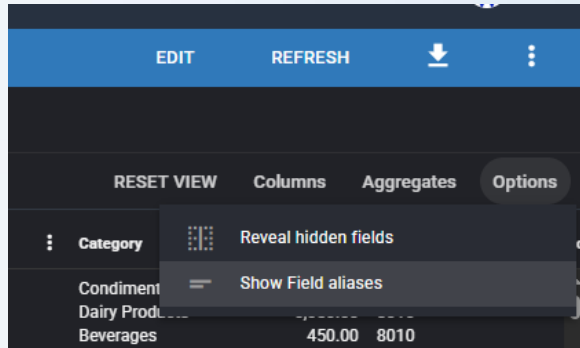 EDIT REFRESH
RESET VIEW Columns Aggregates Options
Category Reveal hidden fields
Condiment Show Field aliases
Dairy Prod
Beverages 450.00 8010